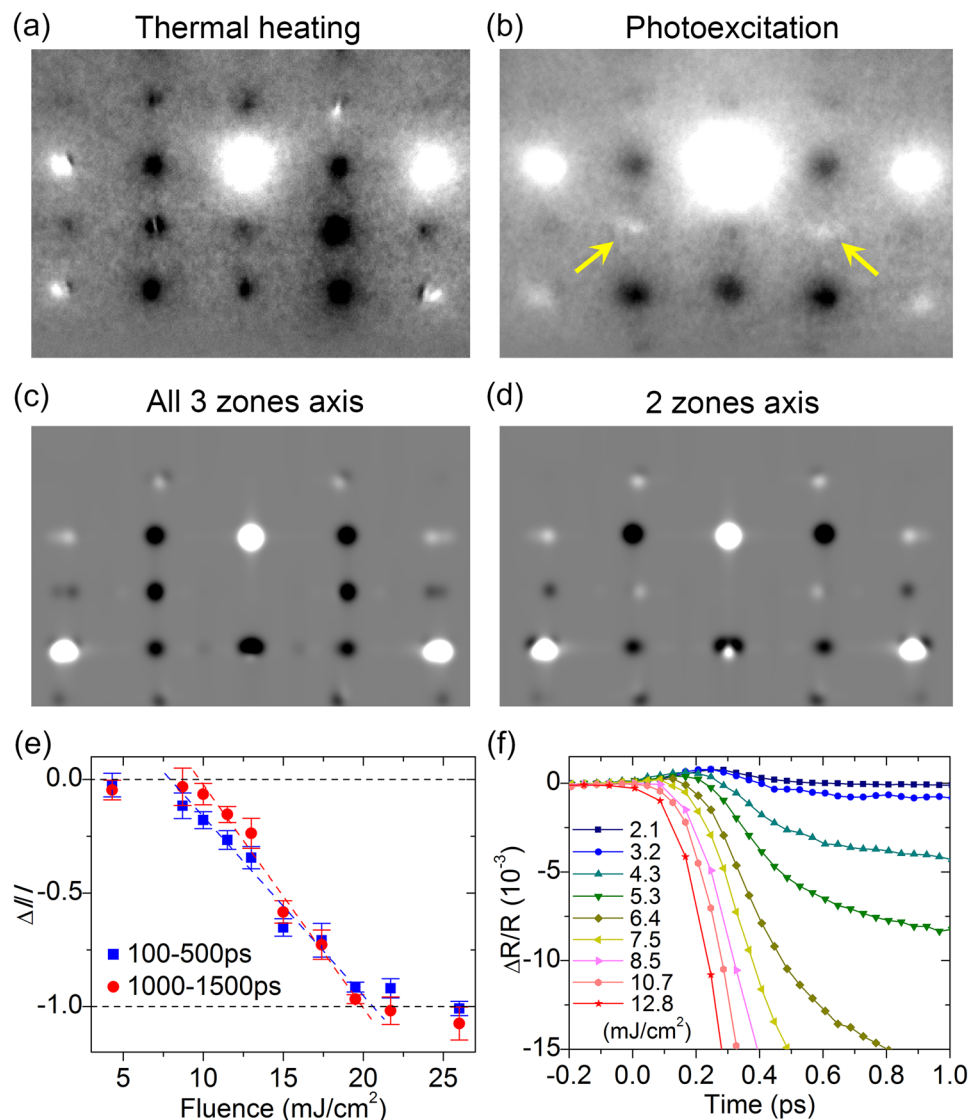 (a) Thermal heating
(b) Photoexcitation
(c) All 3 zones axis
(d) 2 zones axis
(e)
0.0
-0.5
-1.0
ΔI/I
100-500ps
1000-1500ps
5 10 15 20 25
Fluence (mJ/cm²)
(f)
0
-5
-10
-15
ΔR/R (10⁻³)
2.1
3.2
4.3
5.3
6.4
7.5
8.5
10.7
12.8
(mJ/cm²)
-0.2 0.0 0.2 0.4 0.6 0.8 1.0
Time (ps)